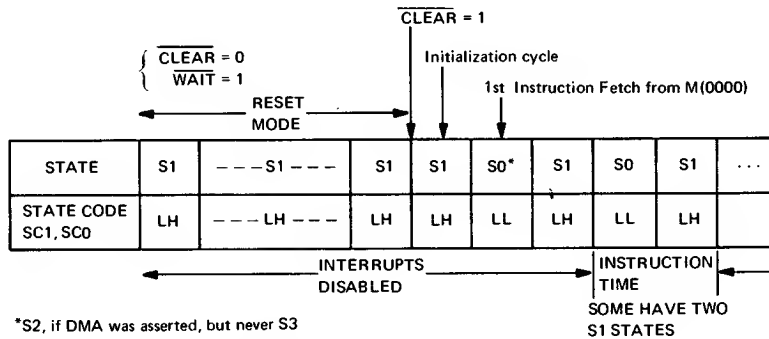 CLEAR = 1
CLEAR = 0
WAIT = 1
Initialization cycle
1st Instruction Fetch from M(0000)
RESET
MODE
STATE S1 ---S1--- S1 S1 S0* S1 S0 S1 ...
STATE CODE
SC1, SC0 LH ---LH--- LH LH LL LH LL LH
INTERRUPTS
DISABLED
INSTRUCTION
TIME
SOME HAVE TWO
S1 STATES
*S2, if DMA was asserted, but never S3